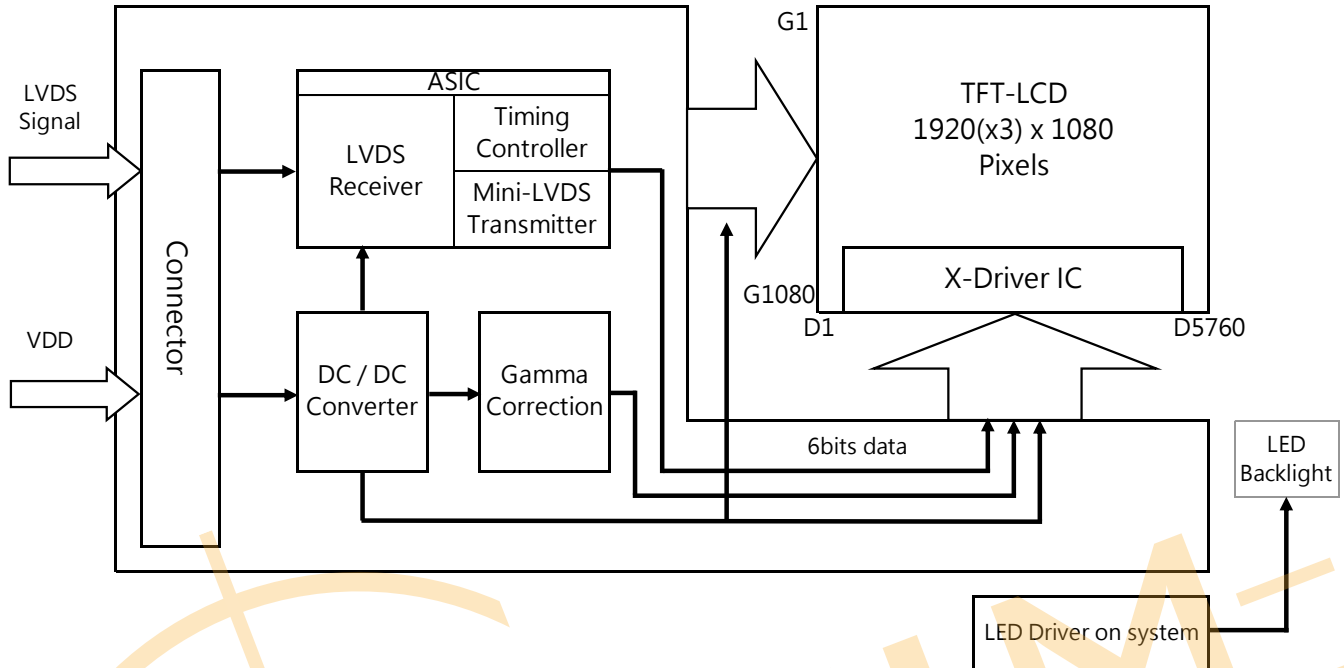 LVDS
Signal
VDD
Connector
ASIC
LVDS
Receiver
Timing
Controller
Mini-LVDS
Transmitter
DC / DC
Converter
Gamma
Correction
6bits data
G1
G1080
TFT-LCD
1920(x3) x 1080
Pixels
X-Driver IC
D1
D5760
LED
Backlight
LED Driver on system